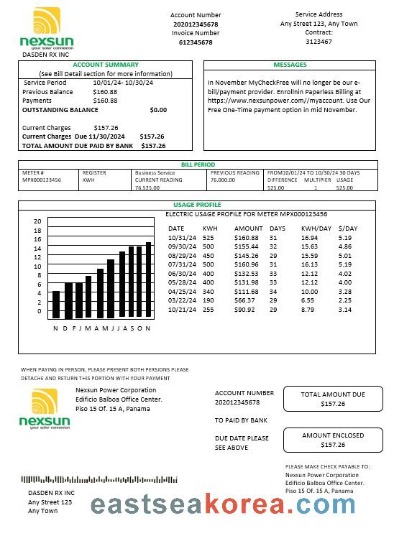 nexsun
your solar conexion
DASDEN RX INC
Account Number
202012345678
Invoice Number
612345678
Service Address
Any Street 123, Any Town
Contract:
3123467
ACCOUNT SUMMARY
(See Bill Detail section for more information)
Service Period 10/01/24- 10/30/24
Previous Balance $160.88
Payments $160.88
OUTSTANDING BALANCE $0.00
Current Charges $157.26
Current Charges Due 11/30/2024 $157.26
TOTAL AMOUNT DUE PAID BY BANK $157.26
MESSAGES
In November MyCheckFree will no longer be our e-
bill/payment provider. Enrollnin Paperless Billing at
https://www.nexsunpower.com//myaccount. Use Our
Free One-Time payment option in mid November.
BILL PERIOD
METER # REGISTER Business Service PREVIOUS READING FROM10/01/24 TO 10/30/24 30 DAYS
MPX000123456 KWH CURRENT READING 76,000.00 DIFFERENCE MULTIPLIER USAGE
76,525.00 525.00 1 525.00
USAGE PROFILE
ELECTRIC USAGE PROFILE FOR METER MPX000123456
20
18
16
14
12
10
8
6
4
2
0
N D F J M A M J J A S O N
DATE KWH AMOUNT DAYS KWH/DAY $/DAY
10/31/24 525 $160.88 31 16.94 5.19
09/30/24 500 $155.44 32 15.63 4.86
08/29/24 450 $145.26 29 15.59 5.01
07/31/24 500 $160.96 31 16.13 5.19
06/30/24 400 $132.53 33 12.12 4.02
05/28/24 400 $131.98 33 12.12 4.00
04/25/24 340 $111.68 34 10.00 3.28
03/22/24 190 $66.37 29 6.55 2.25
10/21/24 255 $90.92 29 8.79 3.14
WHEN PAYING IN PERSON, PLEASE PRESENT BOTH PERSIONS PLEASE
DETACHE AND RETURN THIS PORTION WITH YOUR PAYMENT
nexsun
your solar conexion
Nexsun Power Corporation
Edificio Balboa Office Center.
Piso 15 Of. 15 A, Panama
ACCOUNT NUMBER
202012345678
TO PAID BY BANK
DUE DATE PLEASE
SEE ABOVE
TOTAL AMOUNT DUE
$157.26
AMOUNT ENCLOSED
$157.26
PLEASE MAKE CHECK PAYABLE TO:
Nexsun Power Corporation
Edificio Balboa Office Center.
Piso 15 Of. 15 A, Panama
DASDEN RX INC
Any Street 123
Any Town
eastseakorea.com